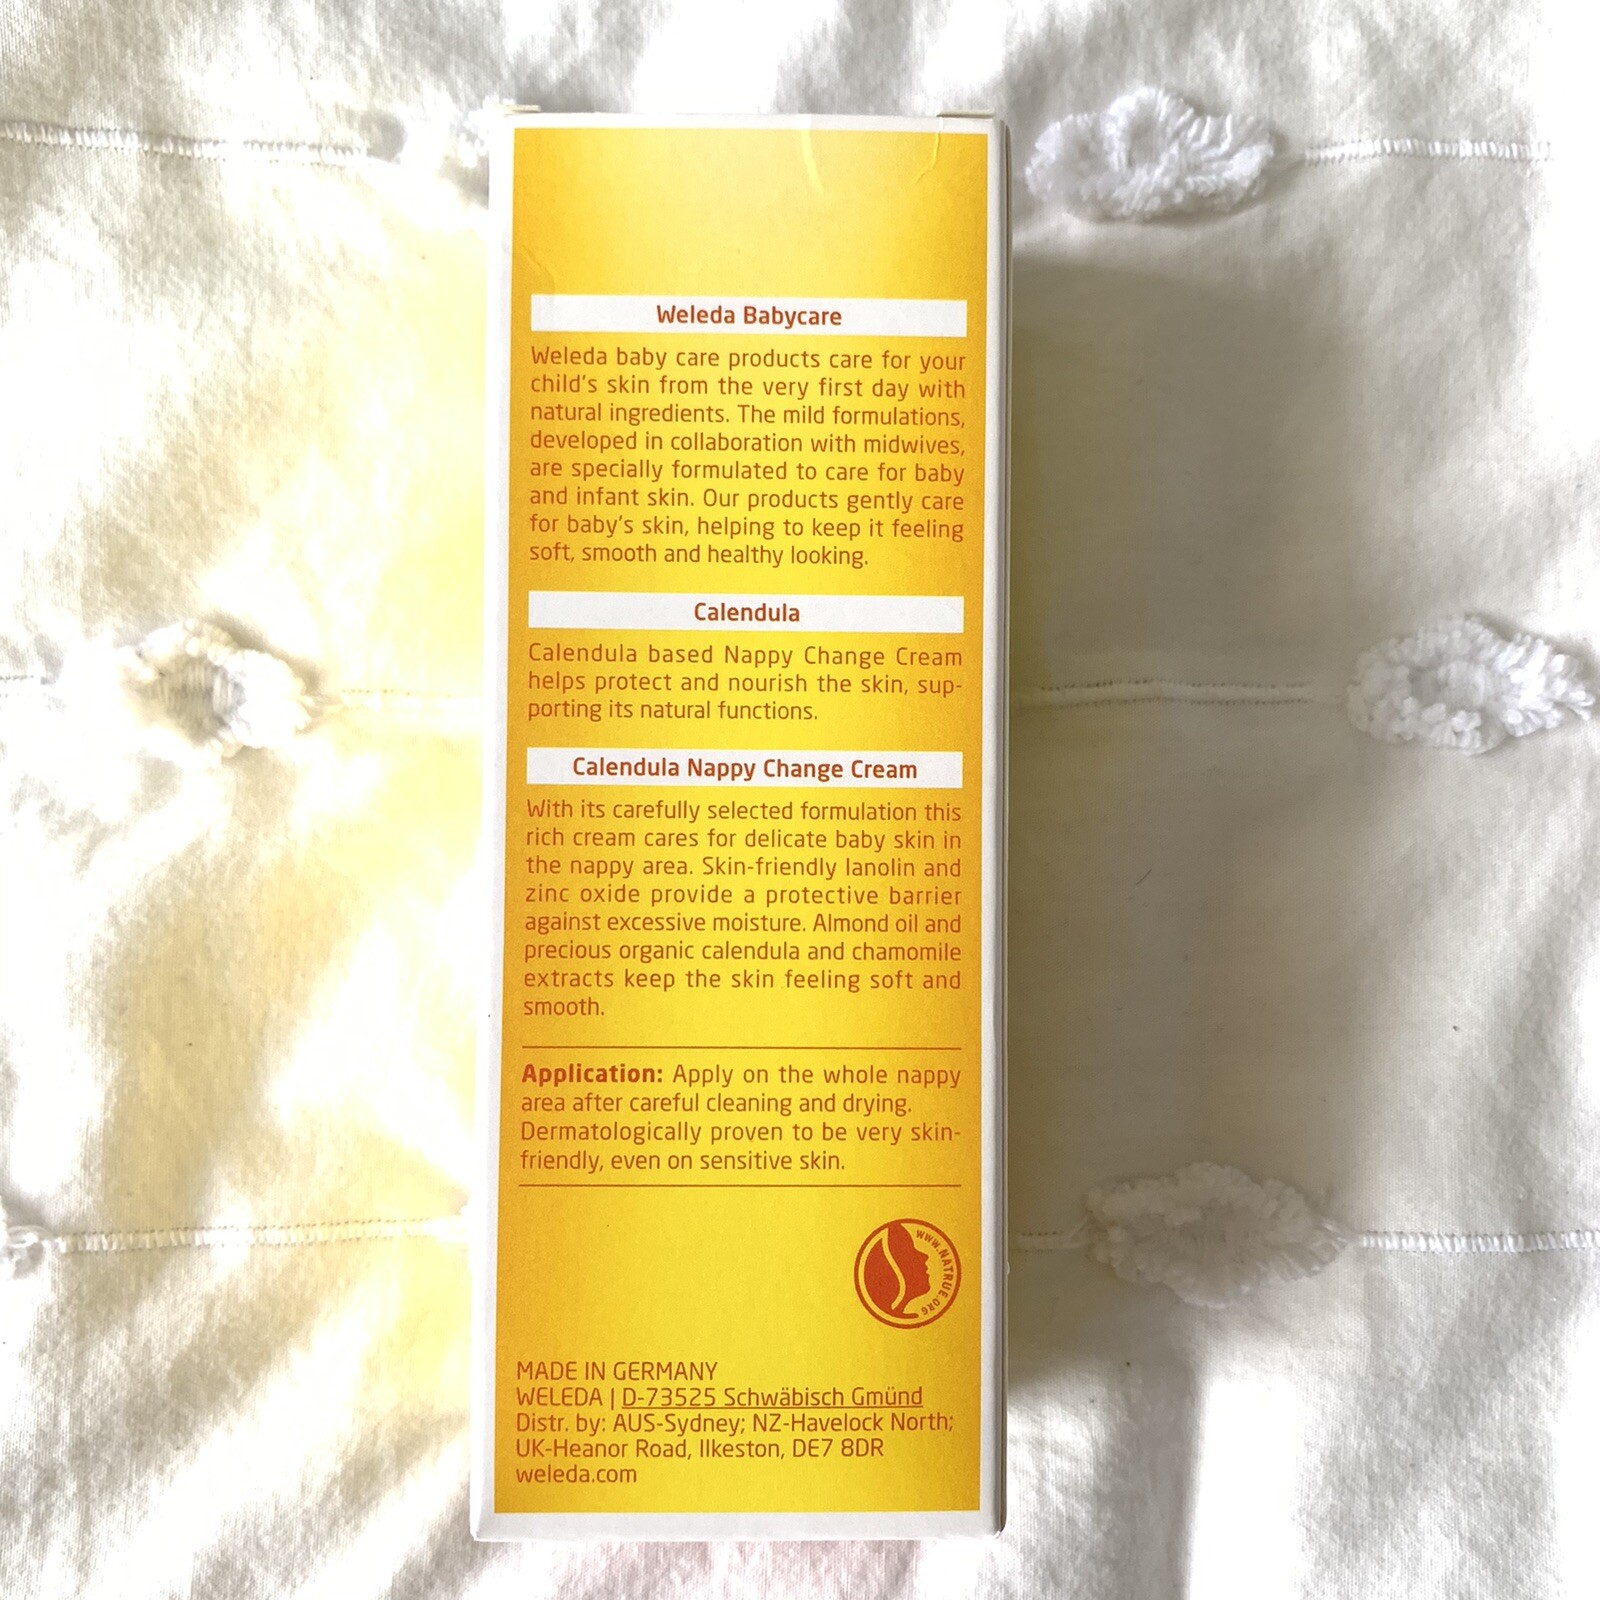 Weleda Babycare
Weleda baby care products care for your
child's skin from the very first day with
natural ingredients. The mild formulations,
developed in collaboration with midwives,
are specially formulated to care for baby
and infant skin. Our products gently care
for baby's skin, helping to keep it feeling
soft, smooth and healthy looking.
Calendula
Calendula based Nappy Change Cream
helps protect and nourish the skin, sup-
porting its natural functions.
Calendula Nappy Change Cream
With its carefully selected formulation this
rich cream cares for delicate baby skin in
the nappy area. Skin-friendly lanolin and
zinc oxide provide a protective barrier
against excessive moisture. Almond oil and
precious organic calendula and chamomile
extracts keep the skin feeling soft and
smooth.
Application: Apply on the whole nappy
area after careful cleaning and drying.
Dermatologically proven to be very skin-
friendly, even on sensitive skin.
WWW.NATRUE.ORG
MADE IN GERMANY
WELEDA | D-73525 Schwäbisch Gmünd
Distr. by: AUS-Sydney; NZ-Havelock North;
UK-Heanor Road, Ilkeston, DE7 8DR
weleda.com